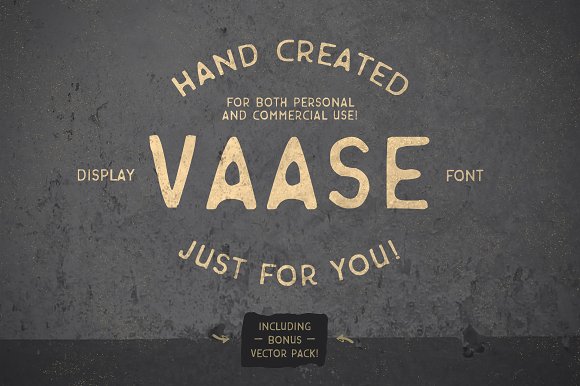 HAND CREATED
FOR BOTH PERSONAL
AND COMMERCIAL USE!
DISPLAY VAASE FONT
JUST FOR YOU!
INCLUDING
— BONUS —
VECTOR PACK!